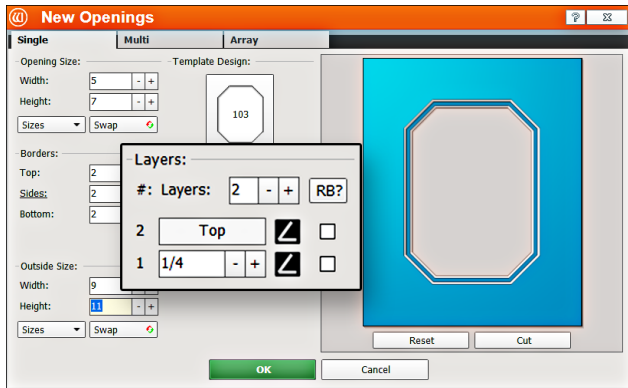 New Openings
Single Multi Array
Opening Size: Template Design:
Width: 5 - +
Height: 7 - +
Sizes Swap
103
Borders:
Top: 2
Sides: 2
Bottom: 2
Layers:
#: Layers: 2 - + RB?
2 Top
1 1/4 - +
Outside Size:
Width: 9
Height: 11 - +
Sizes Swap
Reset Cut
OK Cancel